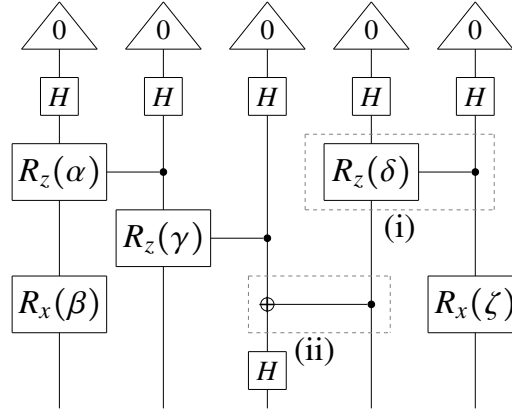 0 0 0 0 0
H H H H H
R_z(α) R_z(δ)
(i)
R_z(γ)
R_x(β) R_x(ζ)
(ii)
H